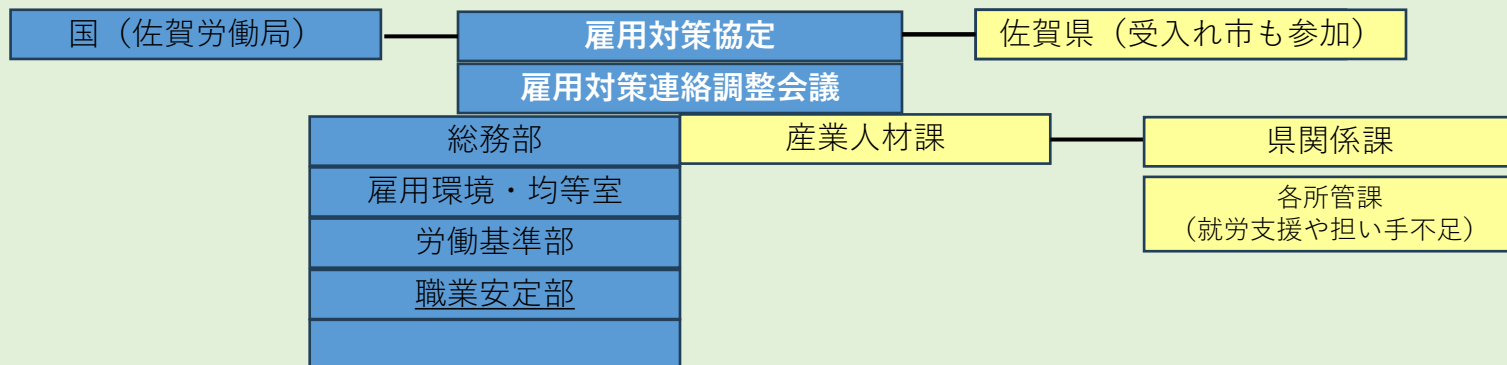 国（佐賀労働局）
雇用対策協定
佐賀県（受入れ市も参加）
雇用対策連絡調整会議
総務部
産業人材課
県関係課
雇用環境・均等室
各所管課
（就労支援や担い手不足）
労働基準部
職業安定部